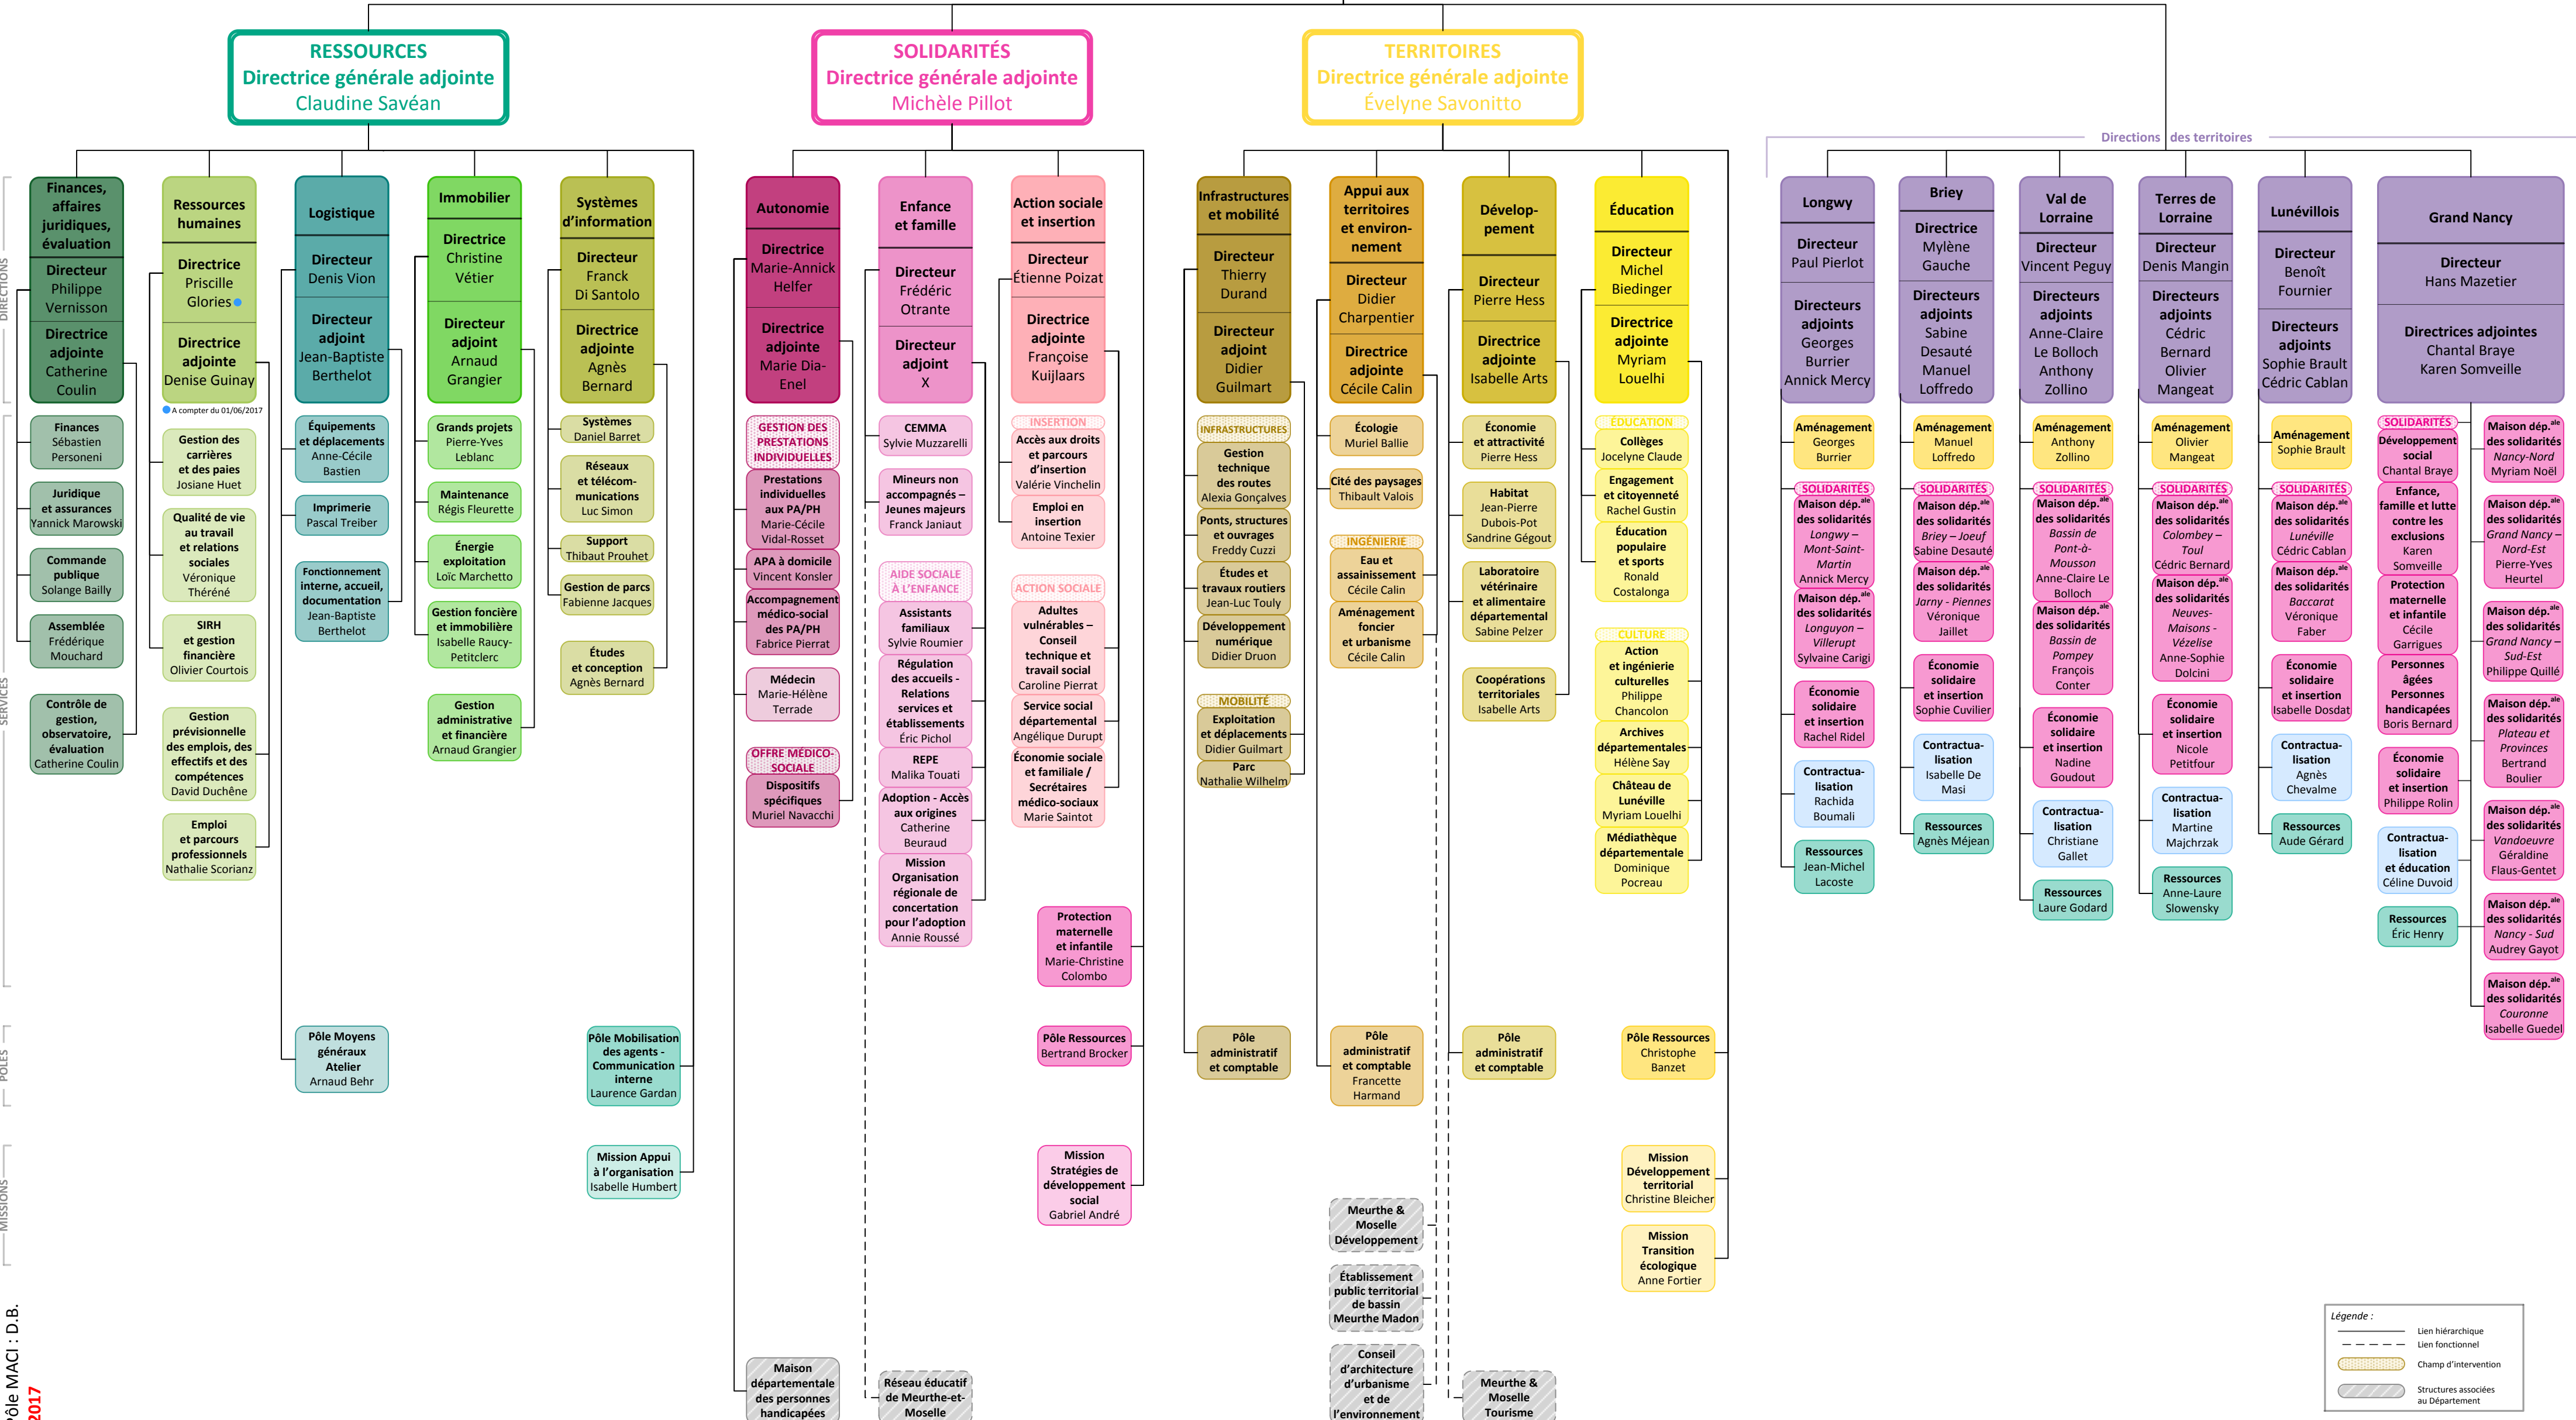 RESSOURCES
Directrice générale adjointe
Claudine Savéan
SOLIDARITÉS
Directrice générale adjointe
Michèle Pillot
TERRITOIRES
Directrice générale adjointe
Évelyne Savonitto
Directions des territoires
DIRECTIONS
SERVICES
PÔLES
MISSIONS
Finances,
affaires
juridiques,
évaluation
Directeur
Philippe
Vernisson
Directrice
adjointe
Catherine
Coulin
Finances
Sébastien
Personeni
Juridique
et assurances
Yannick Marowski
Commande
publique
Solange Bailly
Assemblée
Frédérique
Mouchard
Contrôle de
gestion,
observatoire,
évaluation
Catherine Coulin
Ressources
humaines
Directrice
Priscille
Glories
Directrice
adjointe
Denise Guinay
A compter du 01/06/2017
Gestion des
carrières
et des paies
Josiane Huet
Qualité de vie
au travail
et relations
sociales
Véronique
Théréné
SIRH
et gestion
financière
Olivier Courtois
Gestion
prévisionnelle
des emplois, des
effectifs et des
compétences
David Duchêne
Emploi
et parcours
professionnels
Nathalie Scorianz
Logistique
Directeur
Denis Vion
Directeur
adjoint
Jean-Baptiste
Berthelot
Équipements
et déplacements
Anne-Cécile
Bastien
Imprimerie
Pascal Treiber
Fonctionnement
interne, accueil,
documentation
Jean-Baptiste
Berthelot
Pôle Moyens
généraux
Atelier
Arnaud Behr
Immobilier
Directrice
Christine
Vétier
Directeur
adjoint
Arnaud
Grangier
Grands projets
Pierre-Yves
Leblanc
Maintenance
Régis Fleurette
Énergie
exploitation
Loïc Marchetto
Gestion foncière
et immobilière
Isabelle Raucy-
Petitclerc
Gestion
administrative
et financière
Arnaud Grangier
Systèmes
d'information
Directeur
Franck
Di Santolo
Directrice
adjointe
Agnès
Bernard
Systèmes
Daniel Barret
Réseaux
et télécom-
munications
Luc Simon
Support
Thibaut Prouhet
Gestion de parcs
Fabienne Jacques
Études
et conception
Agnès Bernard
Pôle Mobilisation
des agents -
Communication
interne
Laurence Gardan
Mission Appui
à l'organisation
Isabelle Humbert
Autonomie
Directrice
Marie-Annick
Helfer
Directrice
adjointe
Marie Dia-
Enel
GESTION DES
PRESTATIONS
INDIVIDUELLES
Prestations
individuelles
aux PA/PH
Marie-Cécile
Vidal-Rosset
APA à domicile
Vincent Konsler
Accompagnement
médico-social
des PA/PH
Fabrice Pierrat
Médecin
Marie-Hélène
Terrade
OFFRE MÉDICO-
SOCIALE
Dispositifs
spécifiques
Muriel Navacchi
Maison
départementale
des personnes
handicapées
Enfance
et famille
Directeur
Frédéric
Otrante
Directeur
adjoint
X
CEMMA
Sylvie Muzzarelli
Mineurs non
accompagnés –
Jeunes majeurs
Franck Janiaut
AIDE SOCIALE
À L'ENFANCE
Assistants
familiaux
Sylvie Roumier
Régulation
des accueils -
Relations
services et
établissements
Éric Pichol
REPE
Malika Touati
Adoption - Accès
aux origines
Catherine
Beuraud
Mission
Organisation
régionale de
concertation
pour l'adoption
Annie Roussé
Réseau éducatif
de Meurthe-et-
Moselle
Action sociale
et insertion
Directeur
Étienne Poizat
Directrice
adjointe
Françoise
Kuijlaars
INSERTION
Accès aux droits
et parcours
d'insertion
Valérie Vinchelin
Emploi en
insertion
Antoine Texier
ACTION SOCIALE
Adultes
vulnérables –
Conseil
technique et
travail social
Caroline Pierrat
Service social
départemental
Angélique Durupt
Économie sociale
et familiale /
Secrétaires
médico-sociaux
Marie Saintot
Protection
maternelle
et infantile
Marie-Christine
Colombo
Pôle Ressources
Bertrand Brocker
Mission
Stratégies de
développement
social
Gabriel André
Infrastructures
et mobilité
Directeur
Thierry
Durand
Directeur
adjoint
Didier
Guilmart
INFRASTRUCTURES
Gestion
technique
des routes
Alexia Gonçalves
Ponts, structures
et ouvrages
Freddy Cuzzi
Études et
travaux routiers
Jean-Luc Touly
Développement
numérique
Didier Druon
MOBILITÉ
Exploitation
et déplacements
Didier Guilmart
Parc
Nathalie Wilhelm
Pôle
administratif
et comptable
Appui aux
territoires
et environ-
nement
Directeur
Didier
Charpentier
Directrice
adjointe
Cécile Calin
Écologie
Muriel Ballie
Cité des paysages
Thibault Valois
INGÉNIERIE
Eau et
assainissement
Cécile Calin
Aménagement
foncier
et urbanisme
Cécile Calin
Pôle
administratif
et comptable
Francette
Harmand
Meurthe &
Moselle
Développement
Établissement
public territorial
de bassin
Meurthe Madon
Conseil
d'architecture
d'urbanisme
et de
l'environnement
Dévelop-
pement
Directeur
Pierre Hess
Directrice
adjointe
Isabelle Arts
Économie
et attractivité
Pierre Hess
Habitat
Jean-Pierre
Dubois-Pot
Sandrine Gégout
Laboratoire
vétérinaire
et alimentaire
départemental
Sabine Pelzer
Coopérations
territoriales
Isabelle Arts
Pôle
administratif
et comptable
Meurthe &
Moselle
Tourisme
Éducation
Directeur
Michel
Biedinger
Directrice
adjointe
Myriam
Louelhi
ÉDUCATION
Collèges
Jocelyne Claude
Engagement
et citoyenneté
Rachel Gustin
Éducation
populaire
et sports
Ronald
Costalonga
CULTURE
Action
et ingénierie
culturelles
Philippe
Chancolon
Archives
départementales
Hélène Say
Château de
Lunéville
Myriam Louelhi
Médiathèque
départementale
Dominique
Pocreau
Pôle Ressources
Christophe
Banzet
Mission
Développement
territorial
Christine Bleicher
Mission
Transition
écologique
Anne Fortier
Longwy
Directeur
Paul Pierlot
Directeurs
adjoints
Georges
Burrier
Annick Mercy
Aménagement
Georges
Burrier
SOLIDARITÉS
Maison dép.ale
des solidarités
Longwy –
Mont-Saint-
Martin
Annick Mercy
Maison dép.ale
des solidarités
Longuyon –
Villerupt
Sylvaine Carigi
Économie
solidaire
et insertion
Rachel Ridel
Contractua-
lisation
Rachida
Boumali
Ressources
Jean-Michel
Lacoste
Briey
Directrice
Mylène
Gauche
Directeurs
adjoints
Sabine
Desauté
Manuel
Loffredo
Aménagement
Manuel
Loffredo
SOLIDARITÉS
Maison dép.ale
des solidarités
Briey – Joeuf
Sabine Desauté
Maison dép.ale
des solidarités
Jarny - Piennes
Véronique
Jaillet
Économie
solidaire
et insertion
Sophie Cuvilier
Contractua-
lisation
Isabelle De
Masi
Ressources
Agnès Méjean
Val de
Lorraine
Directeur
Vincent Peguy
Directeurs
adjoints
Anne-Claire
Le Bolloch
Anthony
Zollino
Aménagement
Anthony
Zollino
SOLIDARITÉS
Maison dép.ale
des solidarités
Bassin de
Pont-à-
Mousson
Anne-Claire Le
Bolloch
Maison dép.ale
des solidarités
Bassin de
Pompey
François
Conter
Économie
solidaire
et insertion
Nadine
Goudout
Contractua-
lisation
Christiane
Gallet
Ressources
Laure Godard
Terres de
Lorraine
Directeur
Denis Mangin
Directeurs
adjoints
Cédric
Bernard
Olivier
Mangeat
Aménagement
Olivier
Mangeat
SOLIDARITÉS
Maison dép.ale
des solidarités
Colombey –
Toul
Cédric Bernard
Maison dép.ale
des solidarités
Neuves-
Maisons -
Vézelise
Anne-Sophie
Dolcini
Économie
solidaire
et insertion
Nicole
Petitfour
Contractua-
lisation
Martine
Majchrzak
Ressources
Anne-Laure
Slowensky
Lunévillois
Directeur
Benoît
Fournier
Directeurs
adjoints
Sophie Brault
Cédric Cablan
Aménagement
Sophie Brault
SOLIDARITÉS
Maison dép.ale
des solidarités
Lunéville
Cédric Cablan
Maison dép.ale
des solidarités
Baccarat
Véronique
Faber
Économie
solidaire
et insertion
Isabelle Dosdat
Contractua-
lisation
Agnès
Chevalme
Ressources
Aude Gérard
Grand Nancy
Directeur
Hans Mazetier
Directrices adjointes
Chantal Braye
Karen Somveille
SOLIDARITÉS
Développement
social
Chantal Braye
Enfance,
famille et lutte
contre les
exclusions
Karen
Somveille
Protection
maternelle
et infantile
Cécile
Garrigues
Personnes
âgées
Personnes
handicapées
Boris Bernard
Économie
solidaire
et insertion
Philippe Rolin
Contractua-
lisation
et éducation
Céline Duvoid
Ressources
Éric Henry
Maison dép.ale
des solidarités
Nancy-Nord
Myriam Noël
Maison dép.ale
des solidarités
Grand Nancy –
Nord-Est
Pierre-Yves
Heurtel
Maison dép.ale
des solidarités
Grand Nancy –
Sud-Est
Philippe Quillé
Maison dép.ale
des solidarités
Plateau et
Provinces
Bertrand
Boulier
Maison dép.ale
des solidarités
Vandoeuvre
Géraldine
Flaus-Gentet
Maison dép.ale
des solidarités
Nancy - Sud
Audrey Gayot
Maison dép.ale
des solidarités
Couronne
Isabelle Guedel
Pôle MACI : D.B.
2017
Légende :
Lien hiérarchique
Lien fonctionnel
Champ d'intervention
Structures associées
au Département